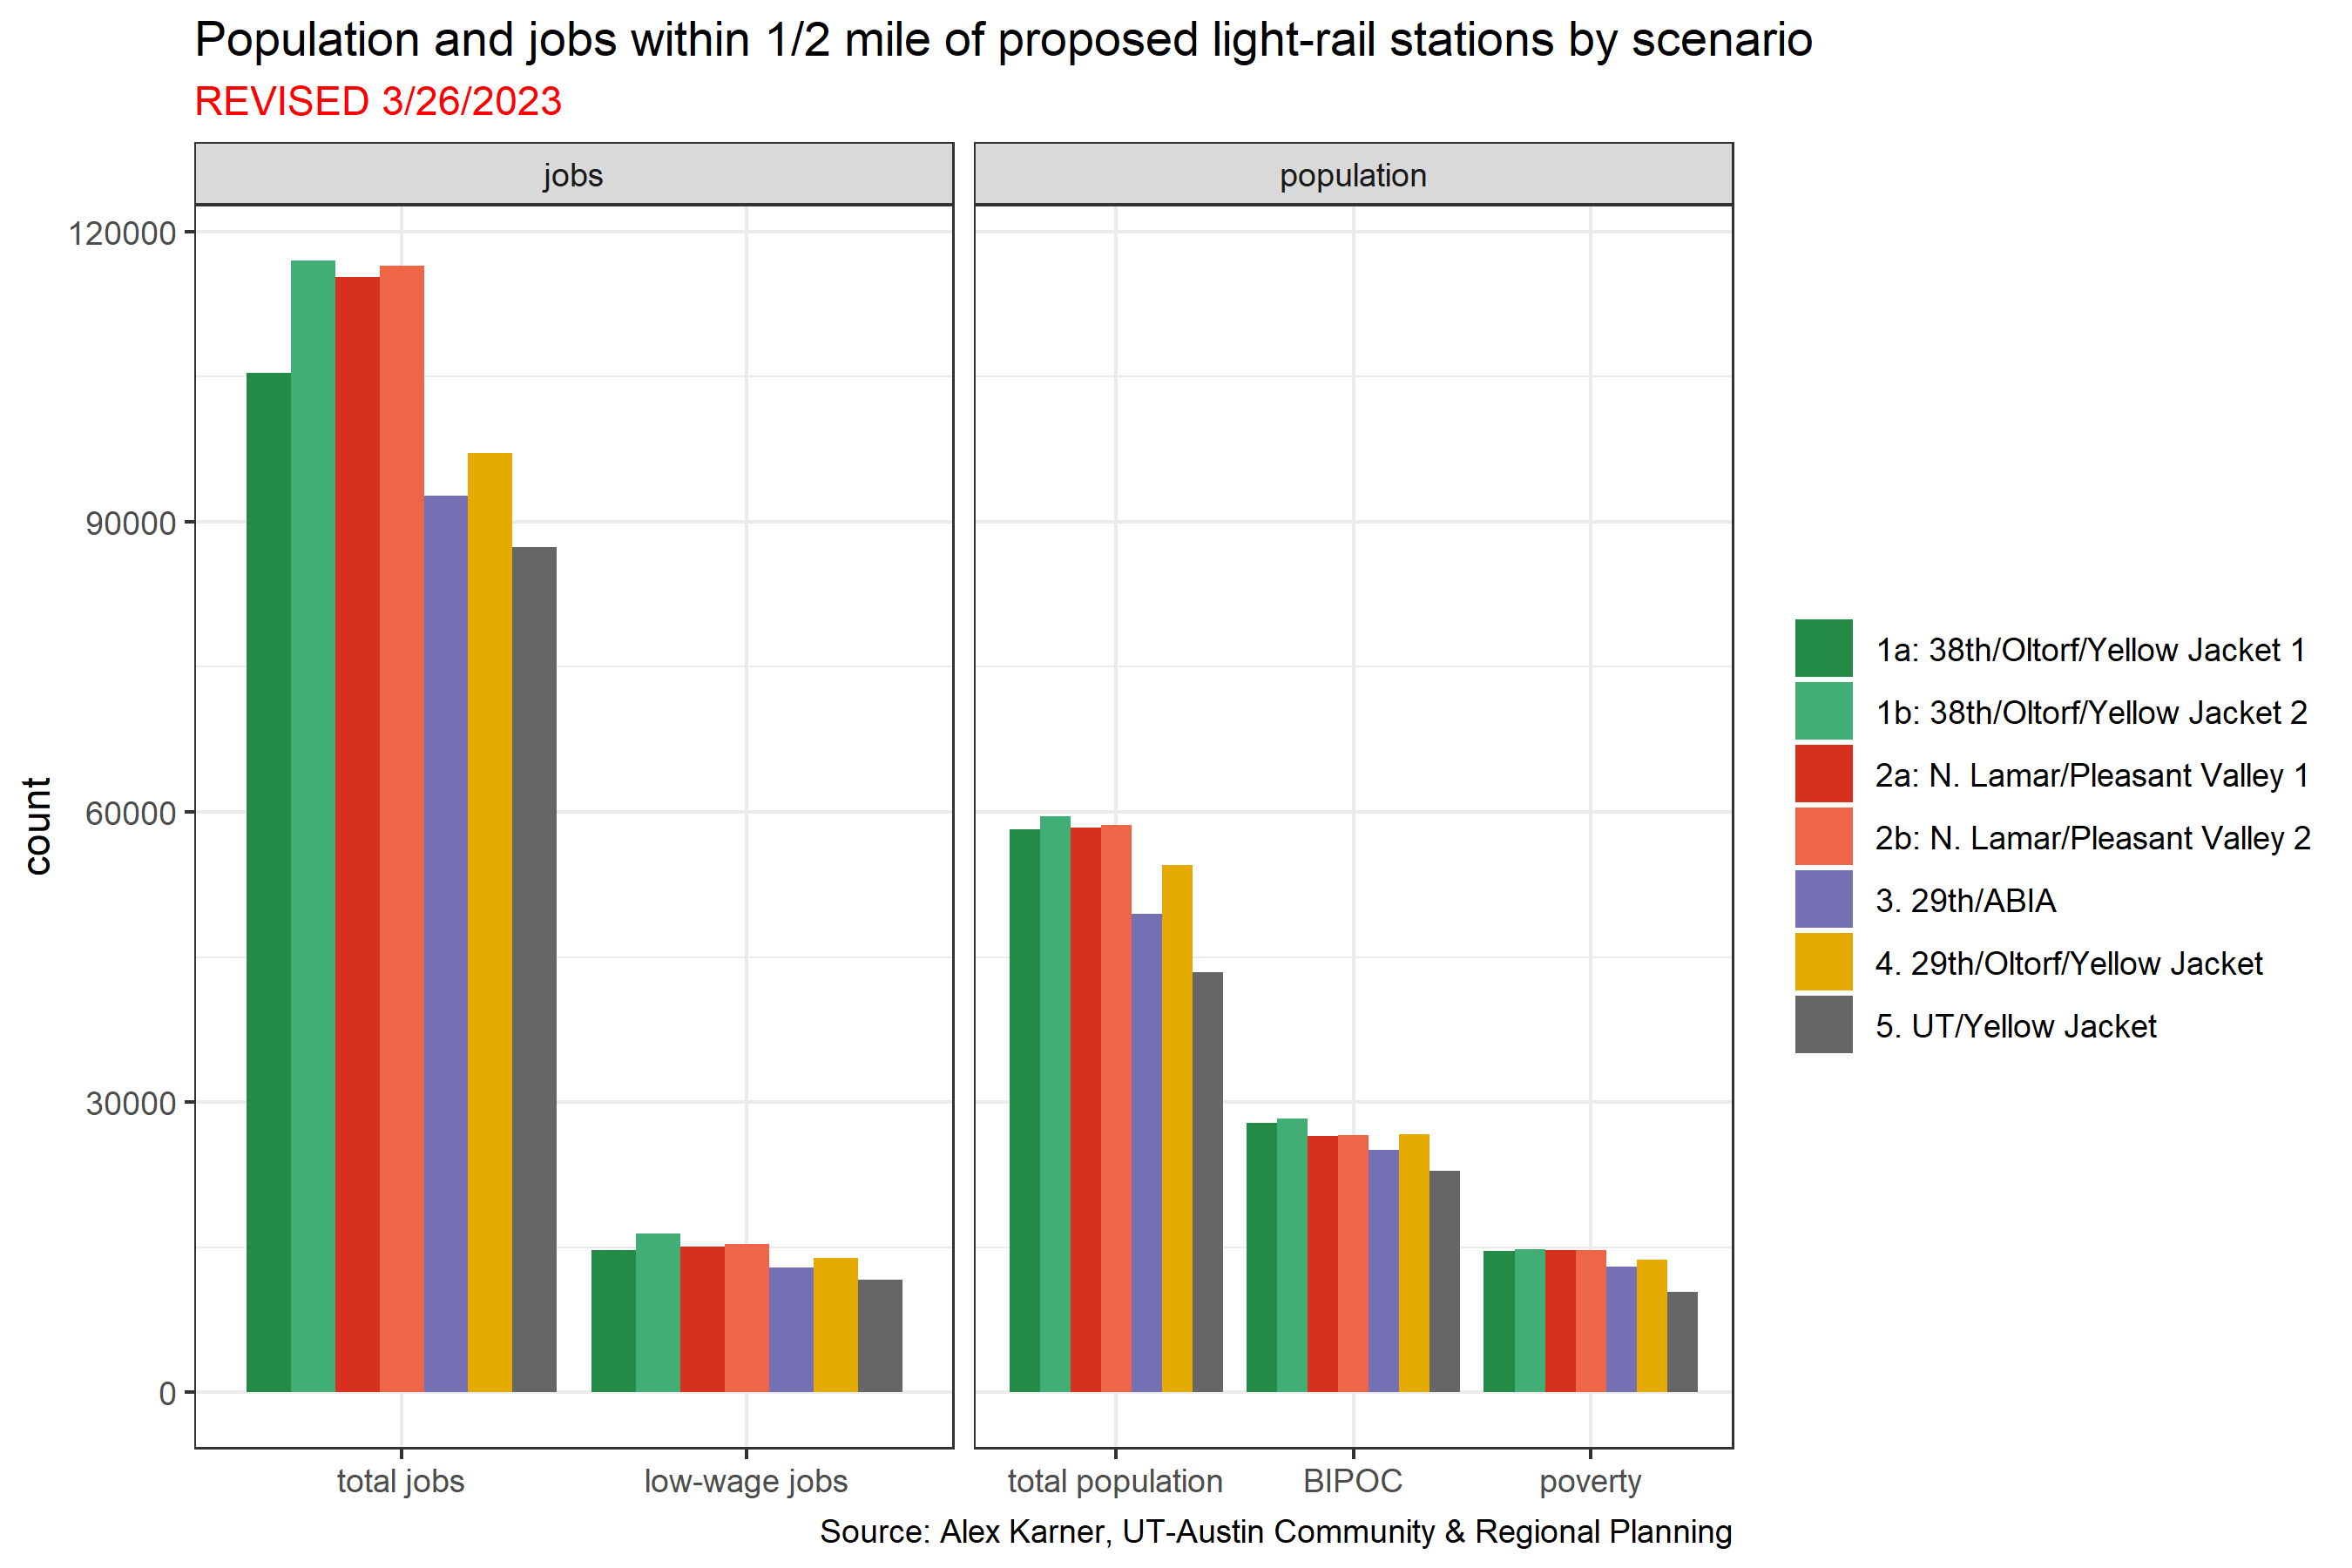 Population and jobs within 1/2 mile of proposed light-rail stations by scenario
REVISED 3/26/2023
jobs
population
count
120000
90000
60000
30000
0
total jobs
low-wage jobs
total population
BIPOC
poverty
1a: 38th/Oltorf/Yellow Jacket 1
1b: 38th/Oltorf/Yellow Jacket 2
2a: N. Lamar/Pleasant Valley 1
2b: N. Lamar/Pleasant Valley 2
3. 29th/ABIA
4. 29th/Oltorf/Yellow Jacket
5. UT/Yellow Jacket
Source: Alex Karner, UT-Austin Community & Regional Planning